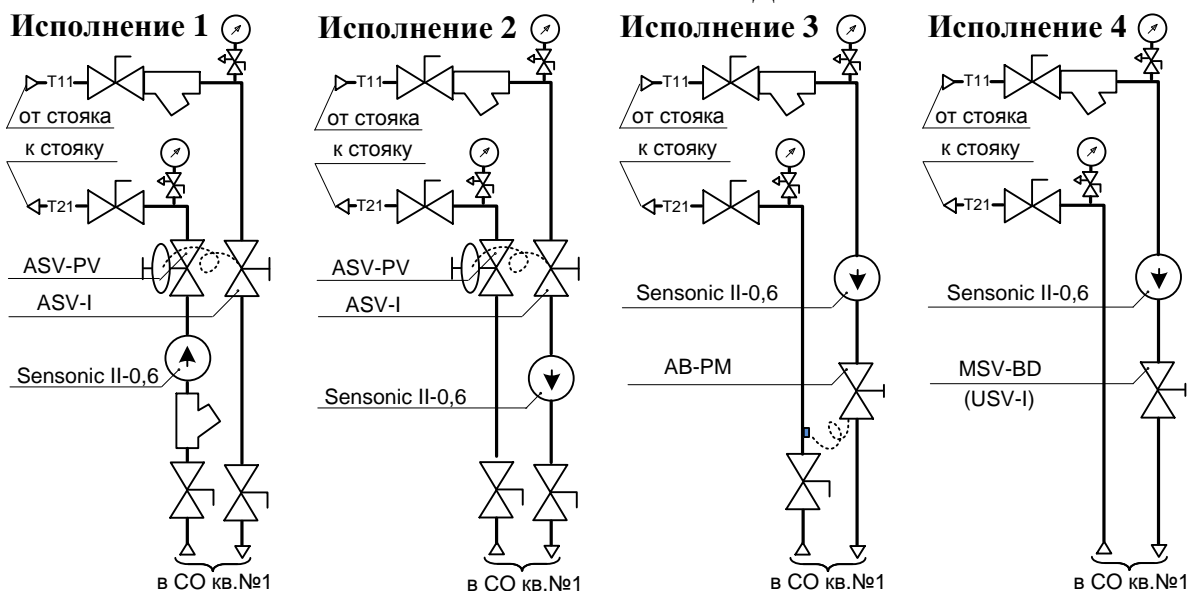 Исполнение 1
T11
от стояка
к стояку
T21
ASV-PV
ASV-I
Sensonic II-0,6
в СО кв.№1
Исполнение 2
T11
от стояка
к стояку
T21
ASV-PV
ASV-I
Sensonic II-0,6
в СО кв.№1
Исполнение 3
T11
от стояка
к стояку
T21
Sensonic II-0,6
AB-PM
в СО кв.№1
Исполнение 4
T11
от стояка
к стояку
T21
Sensonic II-0,6
MSV-BD
(USV-I)
в СО кв.№1